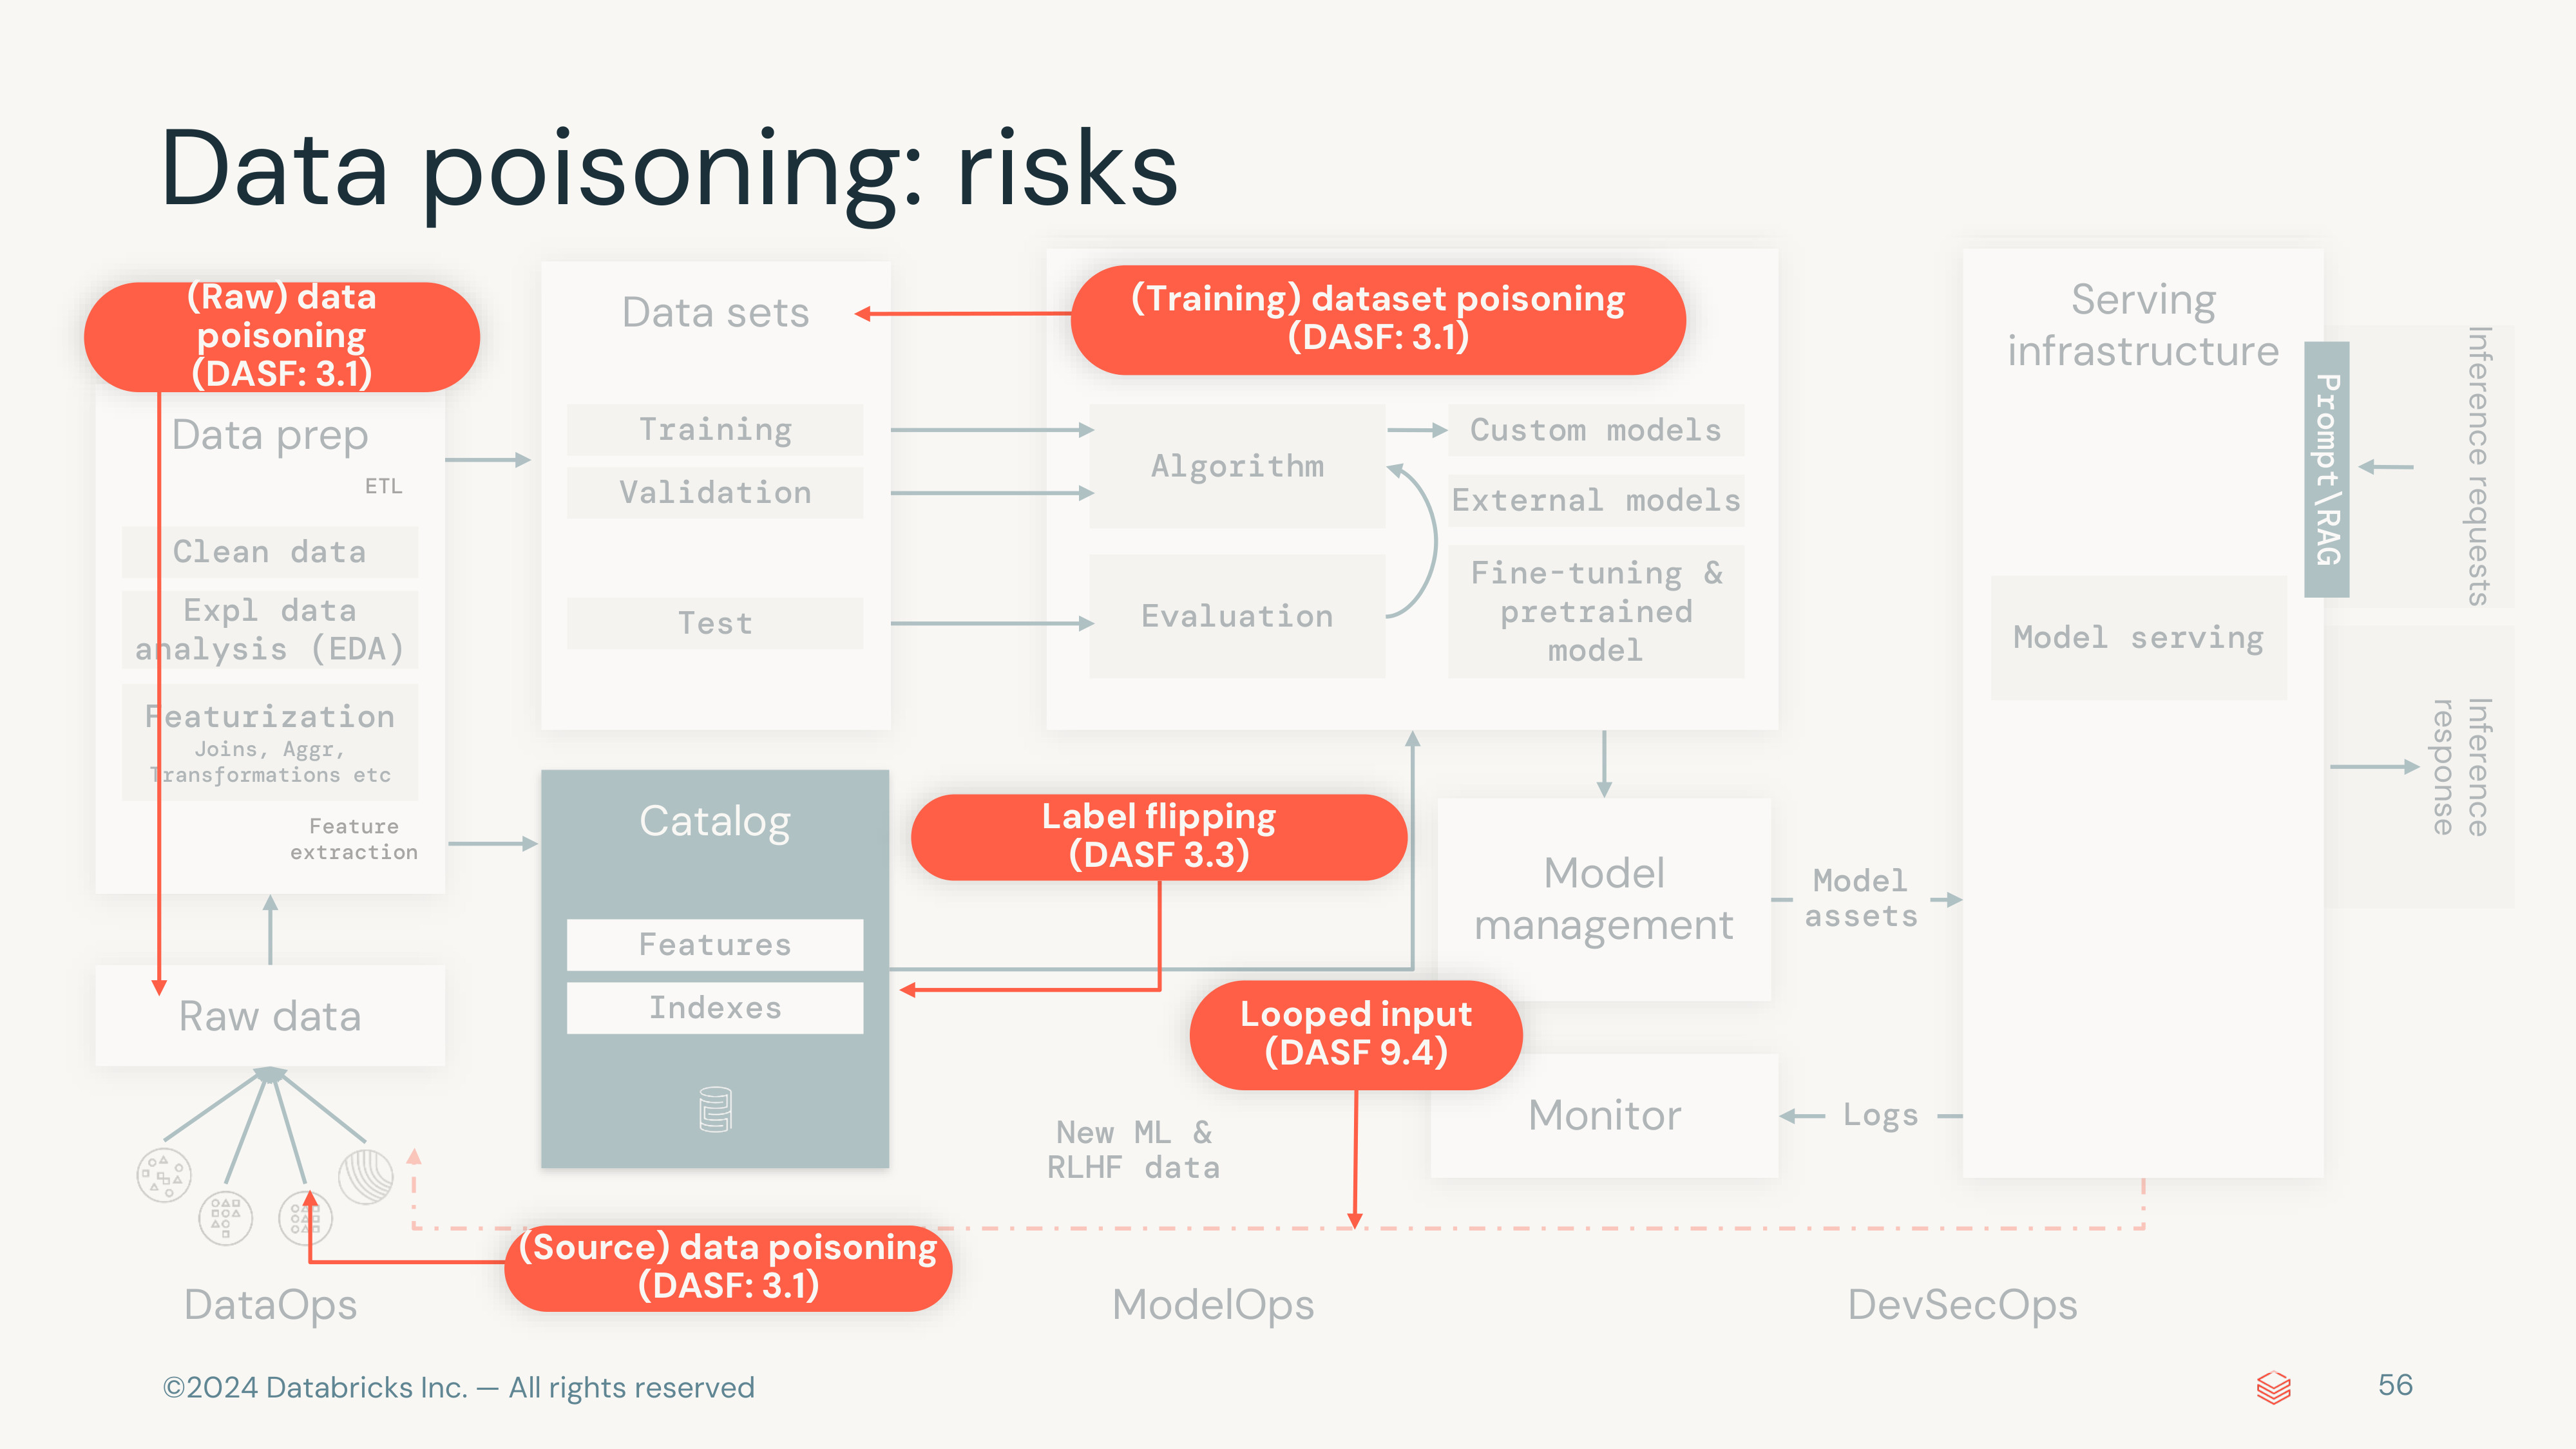 Data poisoning: risks
(Raw) data
poisoning
(DASF: 3.1)
Data prep
ETL
Clean data
Expl data
analysis (EDA)
Featurization
Joins, Aggr,
Transformations etc
Feature
extraction
Raw data
DataOps
Data sets
Training
Validation
Test
Catalog
Features
Indexes
(Source) data poisoning
(DASF: 3.1)
(Training) dataset poisoning
(DASF: 3.1)
Algorithm
Evaluation
Custom models
External models
Fine-tuning &
pretrained
model
Label flipping
(DASF 3.3)
Looped input
(DASF 9.4)
New ML &
RLHF data
ModelOps
Model
management
Model
assets
Monitor
Logs
Serving
infrastructure
Model serving
Prompt\RAG
Inference requests
Inference
response
DevSecOps
©2024 Databricks Inc. — All rights reserved
56